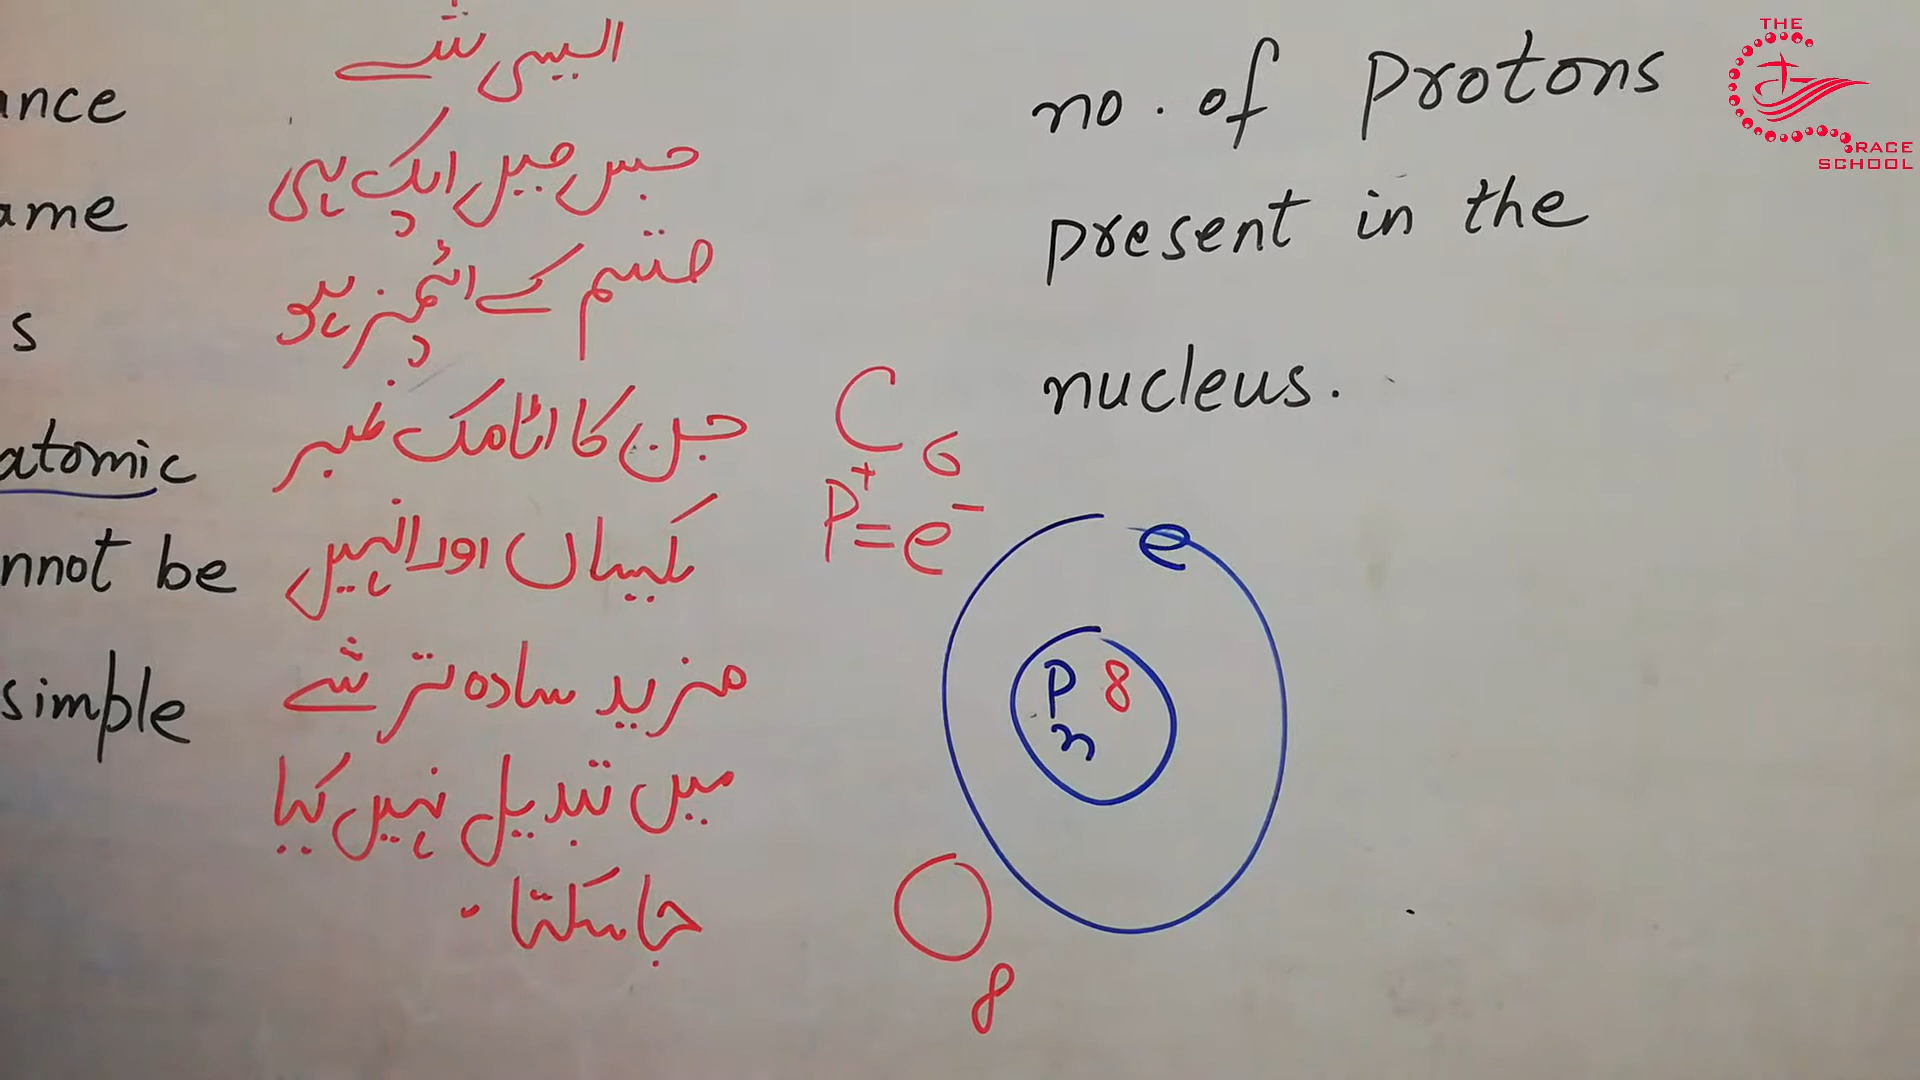 ance
ame
s
atomic
nnot be
simple
ایسی شے
جس میں ایک ہی
قسم کے ایٹمز ہو
جن کا اٹامک نمبر
یکساں اور انہیں
مزید سادہ تر شے
میں تبدیل نہیں کیا
جا سکتا ۔
no. of protons
present in the
nucleus.
C6
P+ = e-
e
P 8
n
O8
THE
GRACE
SCHOOL